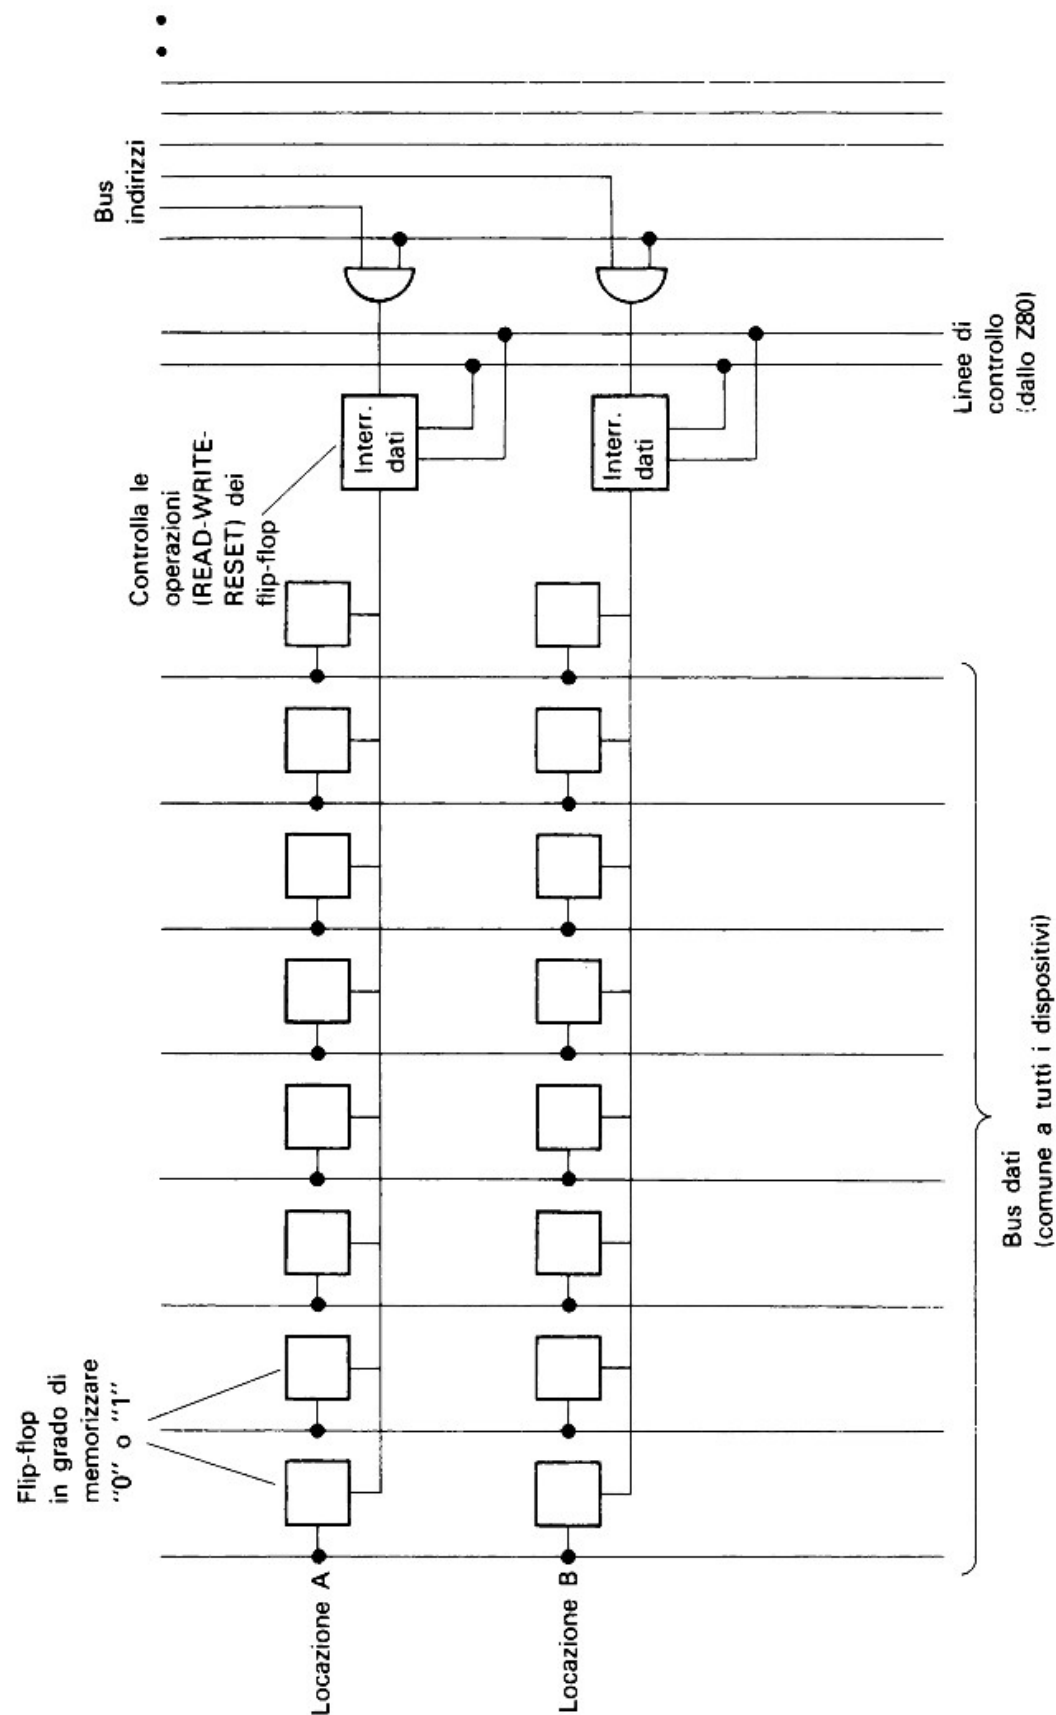 Flip-flop
in grado di
memorizzare
"0" o "1"
Controlla le
operazioni
(READ-WRITE-
RESET) dei
flip-flop
Bus
indirizzi
Locazione A
Interr.
dati
Locazione B
Interr.
dati
Linee di
controllo
(dallo Z80)
Bus dati
(comune a tutti i dispositivi)